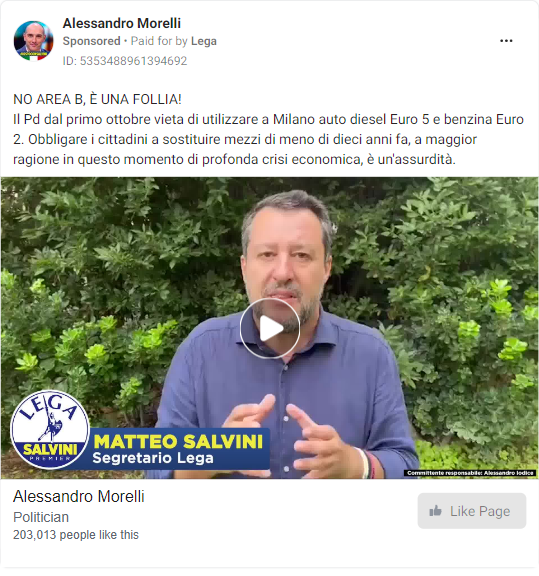 Alessandro Morelli
Sponsored • Paid for by Lega
ID: 5353488961394692
NO AREA B, È UNA FOLLIA!
Il Pd dal primo ottobre vieta di utilizzare a Milano auto diesel Euro 5 e benzina Euro
2. Obbligare i cittadini a sostituire mezzi di meno di dieci anni fa, a maggior
ragione in questo momento di profonda crisi economica, è un'assurdità.
LEGA
SALVINI
PREMIER
MATTEO SALVINI
Segretario Lega
Committente responsabile: Alessandro Iodice
Alessandro Morelli
Politician
203,013 people like this
Like Page